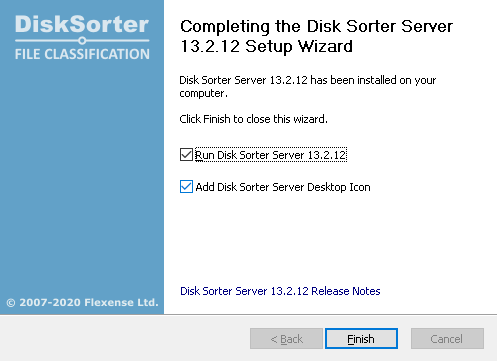 DiskSorter
FILE CLASSIFICATION
Completing the Disk Sorter Server
13.2.12 Setup Wizard
Disk Sorter Server 13.2.12 has been installed on your
computer.
Click Finish to close this wizard.
Run Disk Sorter Server 13.2.12
Add Disk Sorter Server Desktop Icon
Disk Sorter Server 13.2.12 Release Notes
© 2007-2020 Flexense Ltd.
< Back
Finish
Cancel